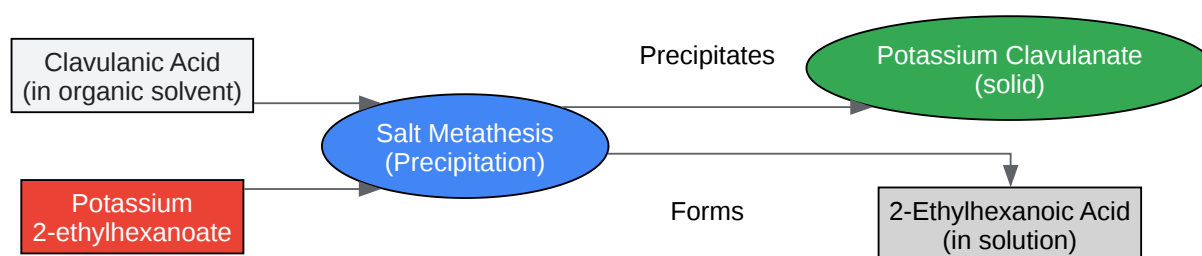 Clavulanic Acid
(in organic solvent)
Potassium
2-ethylhexanoate
Salt Metathesis
(Precipitation)
Precipitates
Forms
Potassium Clavulanate
(solid)
2-Ethylhexanoic Acid
(in solution)